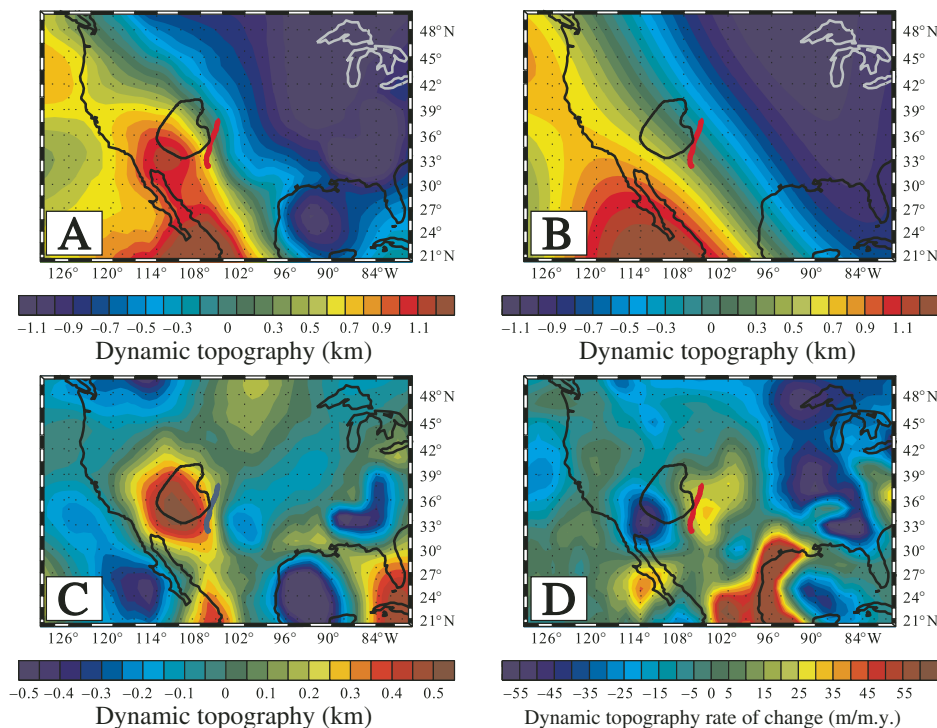 48°N
42°
39°
36°
33°
30°
27°
24°
21°N
A
126° 120° 114° 108° 102° 96° 90° 84°W
−1.1 −0.9 −0.7 −0.5 −0.3 0 0.3 0.5 0.7 0.9 1.1
Dynamic topography (km)
48°N
45°
42°
39°
36°
33°
30°
27°
24°
21°N
B
126° 120° 114° 108° 102° 96° 90° 84°W
−1.1 −0.9 −0.7 −0.5 −0.3 0 0.3 0.5 0.7 0.9 1.1
Dynamic topography (km)
48°N
45°
42°
39°
36°
33°
30°
27°
24°
21°N
C
126° 120° 114° 108° 102° 96° 90° 84°W
−0.5 −0.4 −0.3 −0.2 −0.1 0 0.1 0.2 0.3 0.4 0.5
Dynamic topography (km)
48°N
45°
42°
39°
36°
33°
30°
27°
24°
21°N
D
126° 120° 114° 108° 102° 96° 90° 84°W
−55 −45 −35 −25 −15 −5 0 5 15 25 35 45 55
Dynamic topography rate of change (m/m.y.)